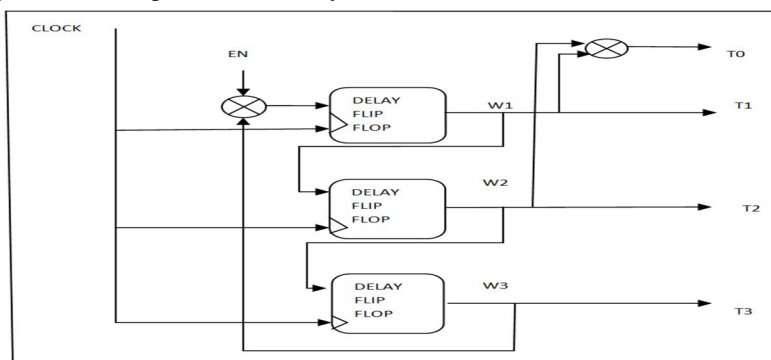 CLOCK
EN
T0
DELAY
FLIP
FLOP
W1
T1
DELAY
FLIP
FLOP
W2
T2
DELAY
FLIP
FLOP
W3
T3